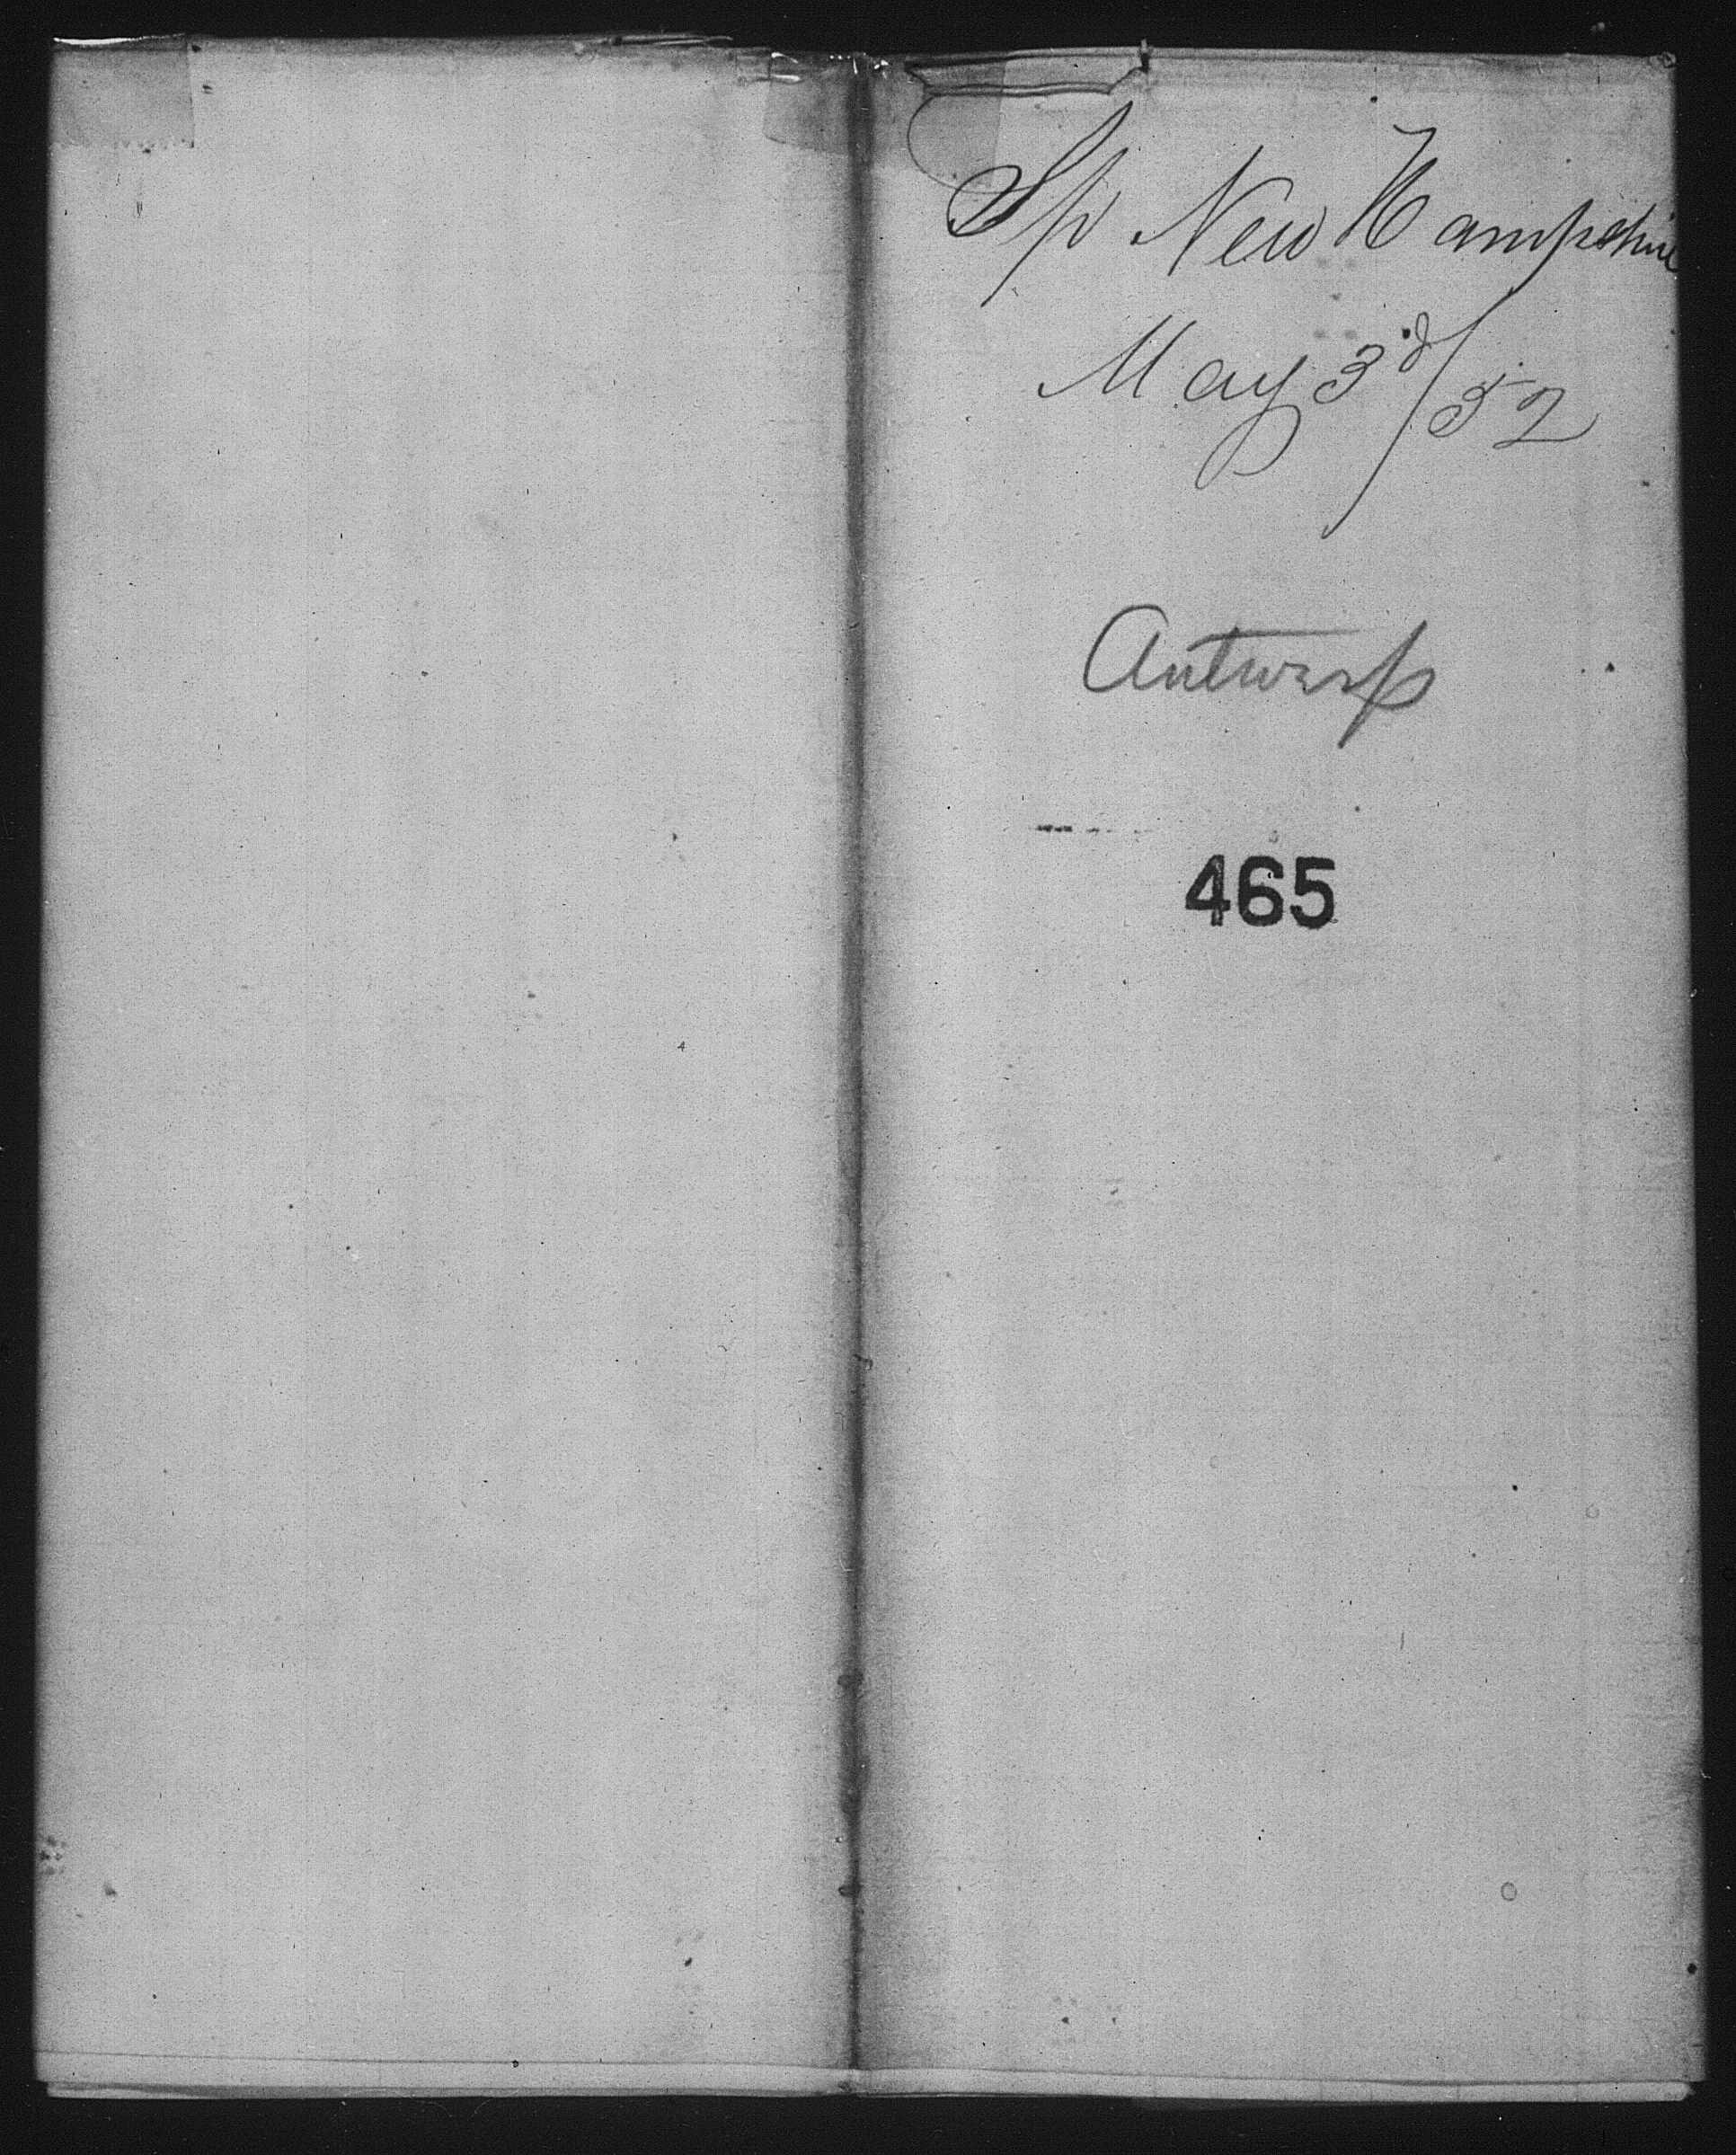 Sp New Hampshire
May 3d/52
Antwerp
465